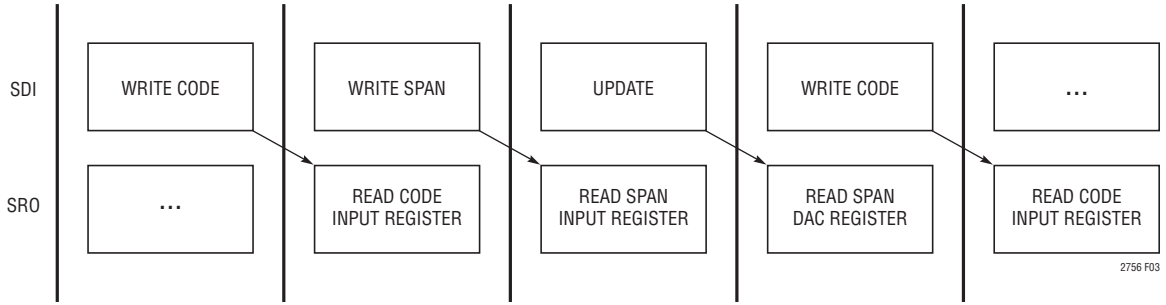 SDI
WRITE CODE
WRITE SPAN
UPDATE
WRITE CODE
...
SRO
...
READ CODE
INPUT REGISTER
READ SPAN
INPUT REGISTER
READ SPAN
DAC REGISTER
READ CODE
INPUT REGISTER
2756 F03